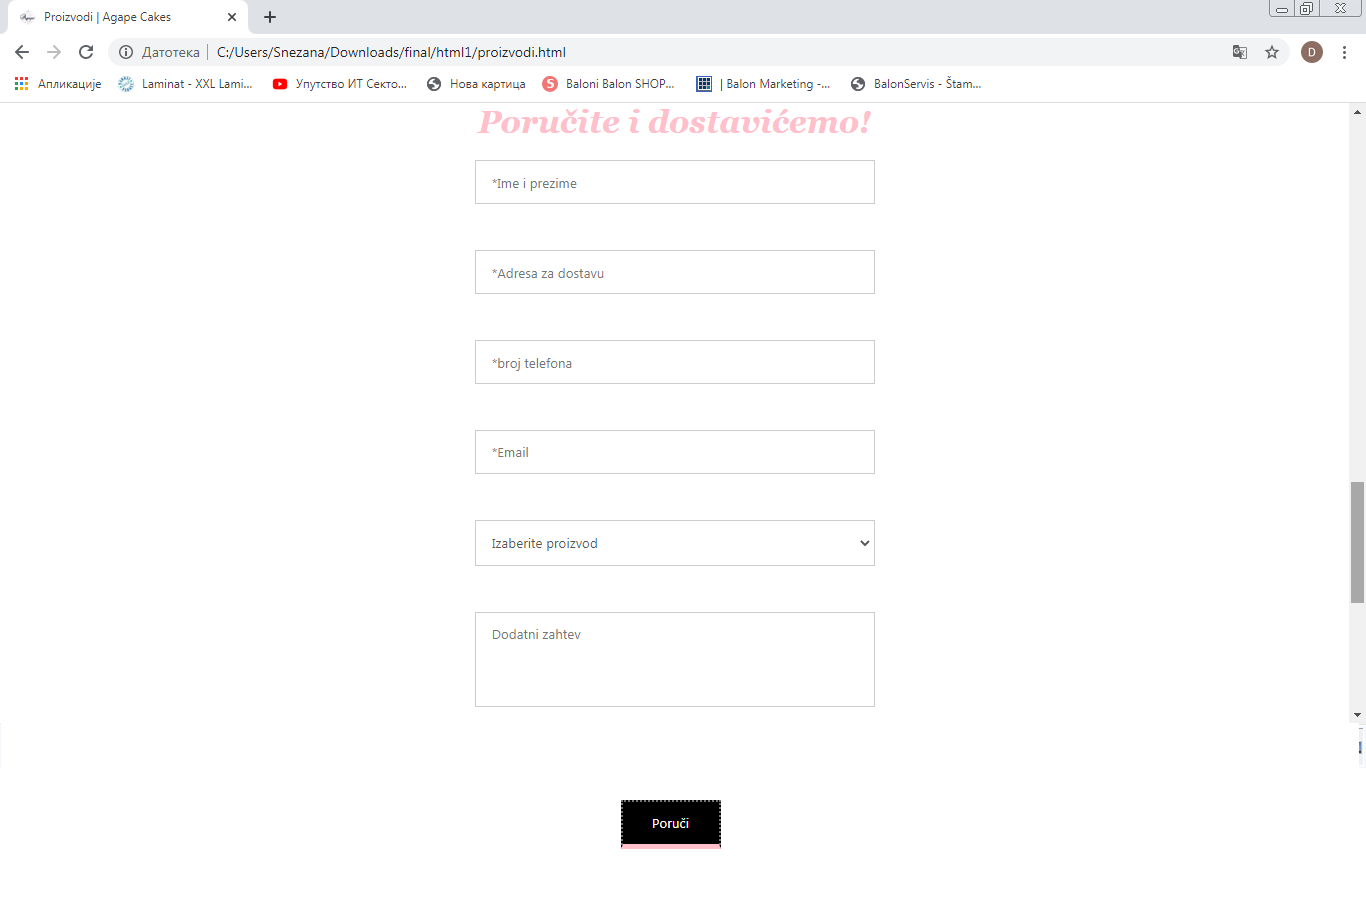 Proizvodi | Agape Cakes
Датотека | C:/Users/Snezana/Downloads/final/html1/proizvodi.html
D
Апликације Laminat - XXL Lami... Упутство ИТ Секто... Нова картица Baloni Balon SHOP... | Balon Marketing -... BalonServis - Štam...
Poručite i dostavićemo!
*Ime i prezime
*Adresa za dostavu
*broj telefona
*Email
Izaberite proizvod
Dodatni zahtev
Poruči